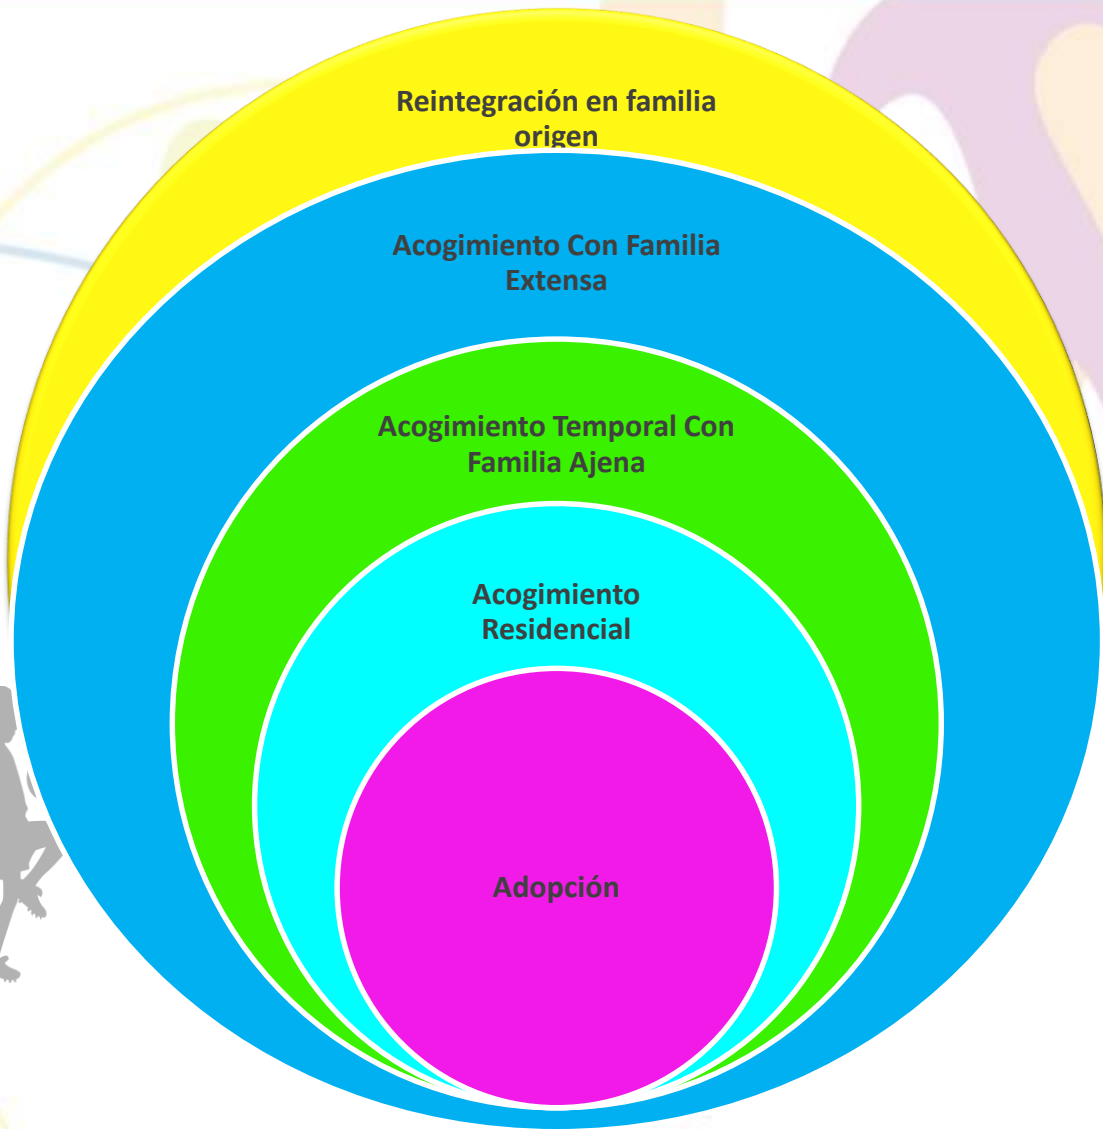 Reintegración en familia
origen
Acogimiento Con Familia
Extensa
Acogimiento Temporal Con
Familia Ajena
Acogimiento
Residencial
Adopción